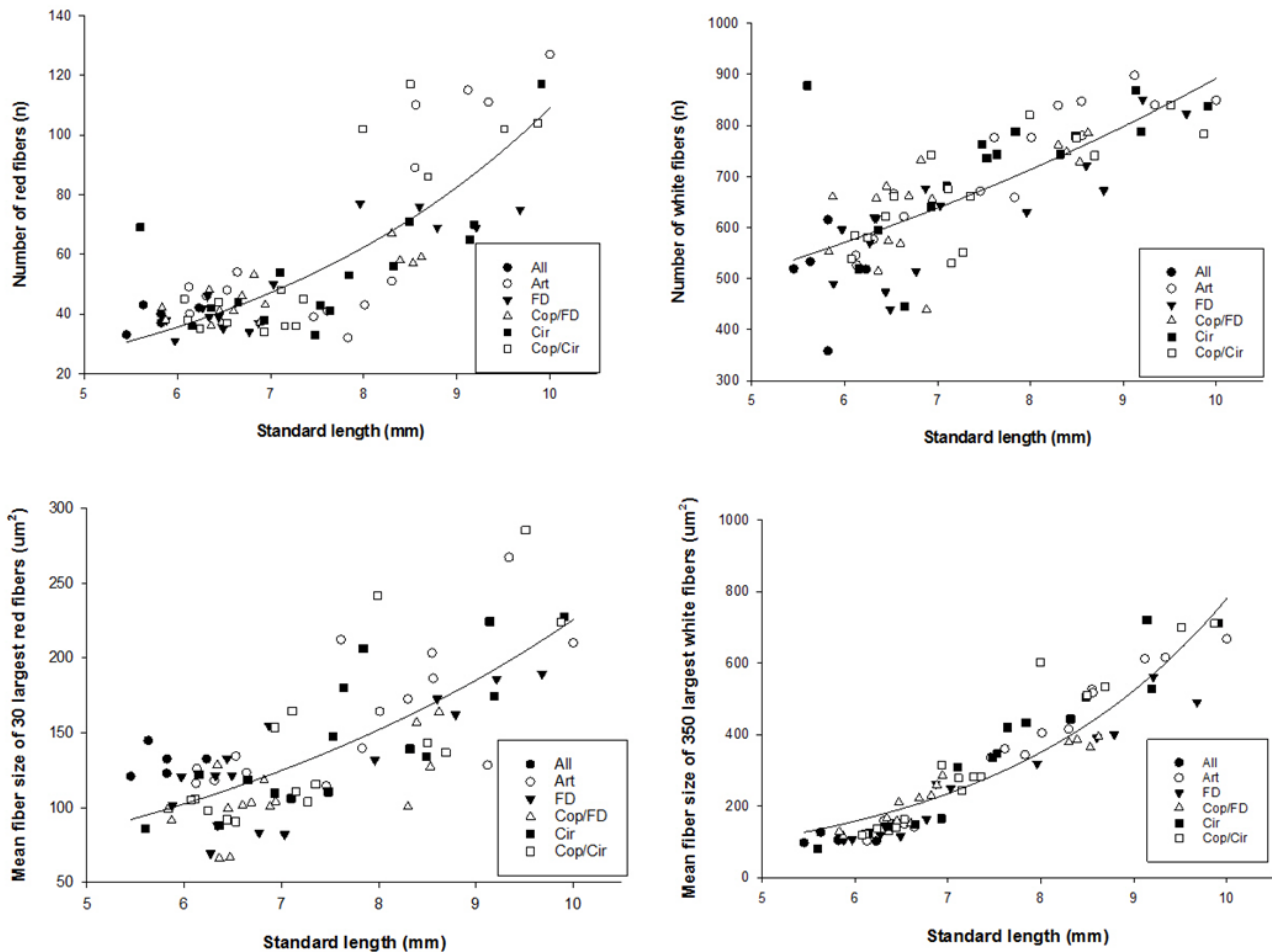 140
120
100
80
60
40
20
Number of red fibers (n)
All
Art
FD
Cop/FD
Cir
Cop/Cir
5 6 7 8 9 10
Standard length (mm)
1000
900
800
700
600
500
400
300
Number of white fibers (n)
All
Art
FD
Cop/FD
Cir
Cop/Cir
5 6 7 8 9 10
Standard length (mm)
300
250
200
150
100
50
Mean fiber size of 30 largest red fibers (um²)
All
Art
FD
Cop/FD
Cir
Cop/Cir
5 6 7 8 9 10
Standard length (mm)
1000
800
600
400
200
0
Mean fiber size of 350 largest white fibers (um²)
All
Art
FD
Cop/FD
Cir
Cop/Cir
5 6 7 8 9 10
Standard length (mm)